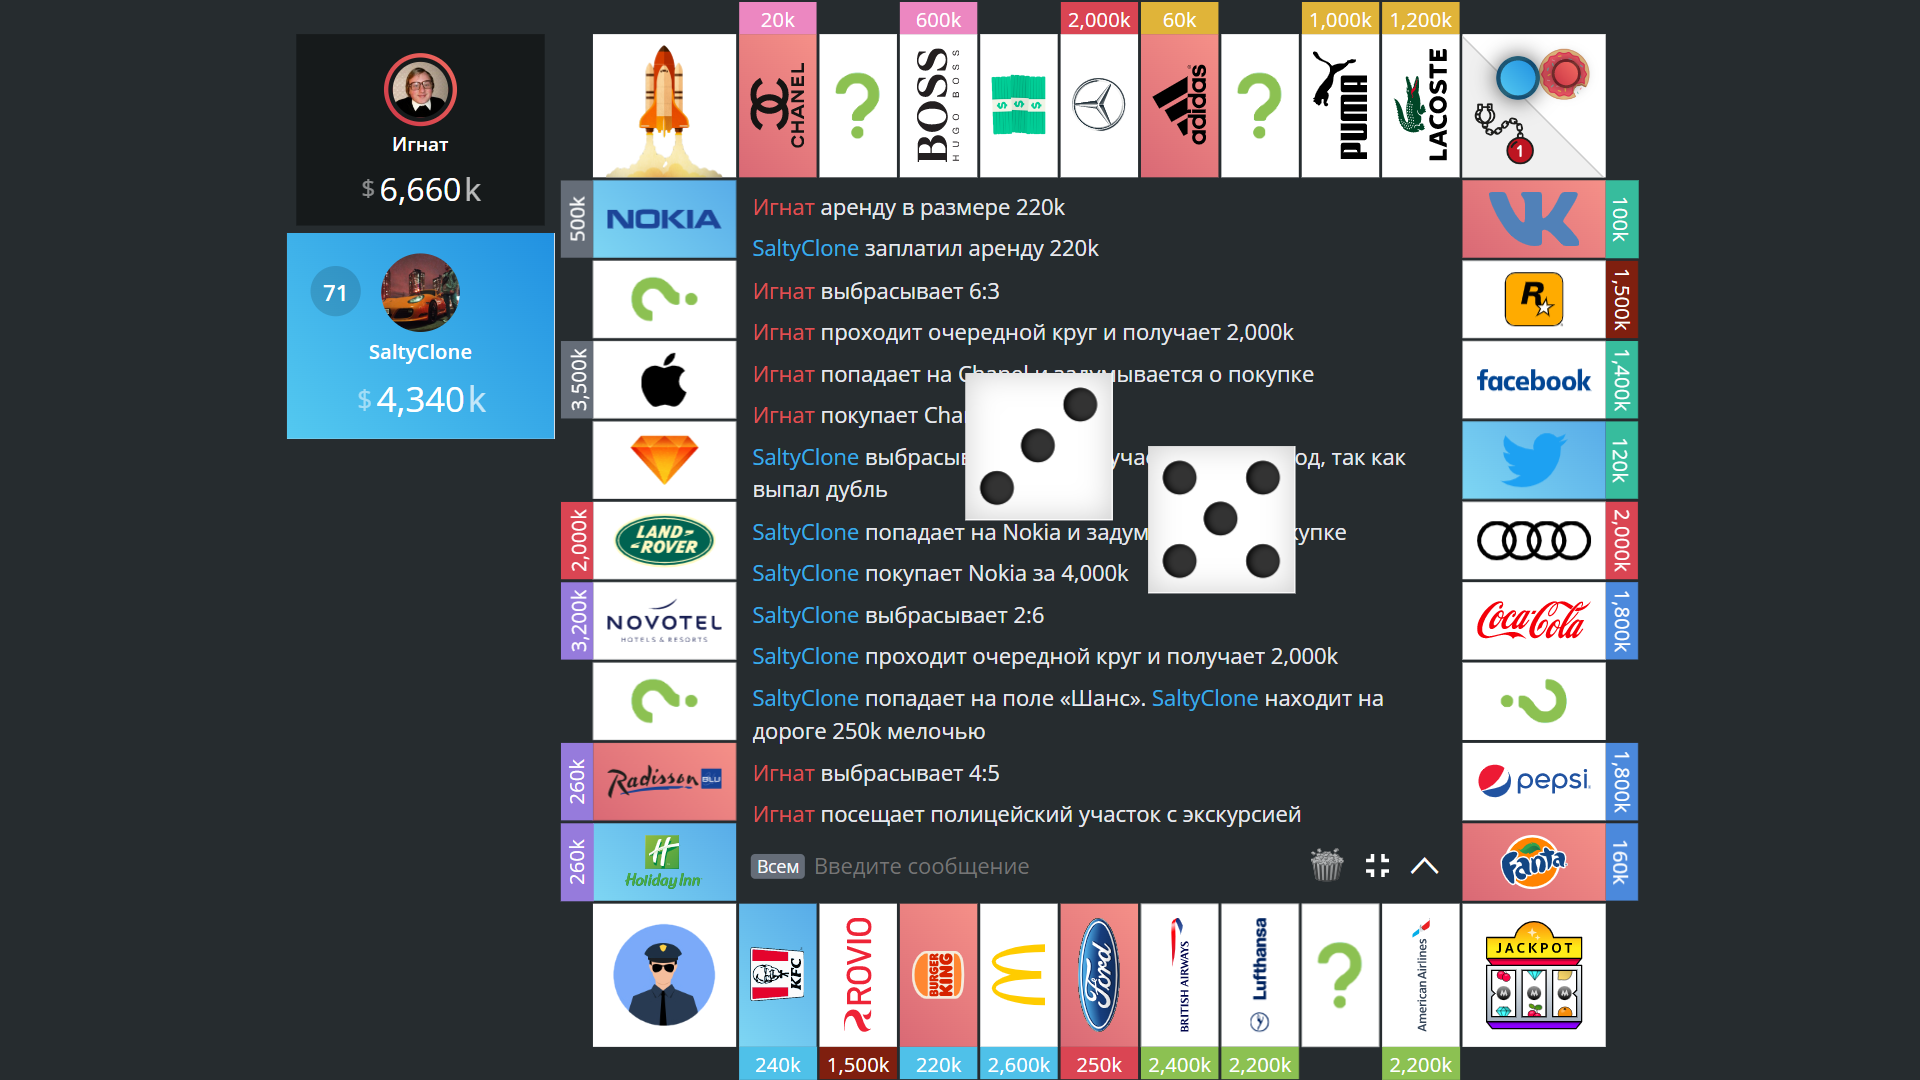 20k
600k
2,000k
60k
1,000k
1,200k
CHANEL
BOSS
HUGO BOSS
adidas
PUMA
LACOSTE
1
Игнат
$ 6,660 k
71
SaltyClone
$ 4,340 k
500k
NOKIA
3,500k
2,000k
LAND-
-ROVER
3,200k
NOVOTEL
HOTELS & RESORTS
260k
Radisson BLU
260k
H
Holiday Inn
Игнат аренду в размере 220k
SaltyClone заплатил аренду 220k
Игнат выбрасывает 6:3
Игнат проходит очередной круг и получает 2,000k
Игнат попадает на Chanel и задумывается о покупке
Игнат покупает Cha
SaltyClone выбрасыв уча од, так как
выпал дубль
SaltyClone попадает на Nokia и задум купке
SaltyClone покупает Nokia за 4,000k
SaltyClone выбрасывает 2:6
SaltyClone проходит очередной круг и получает 2,000k
SaltyClone попадает на поле «Шанс». SaltyClone находит на
дороге 250k мелочью
Игнат выбрасывает 4:5
Игнат посещает полицейский участок с экскурсией
Всем Введите сообщение
100k
R
1,500k
facebook
1,400k
120k
2,000k
Coca-Cola
1,800k
pepsi
1,800k
Fanta
160k
KFC
ROVIO
BURGER
KING
Ford
BRITISH AIRWAYS
Lufthansa
American Airlines
JACKPOT
240k
1,500k
220k
2,600k
250k
2,400k
2,200k
2,200k